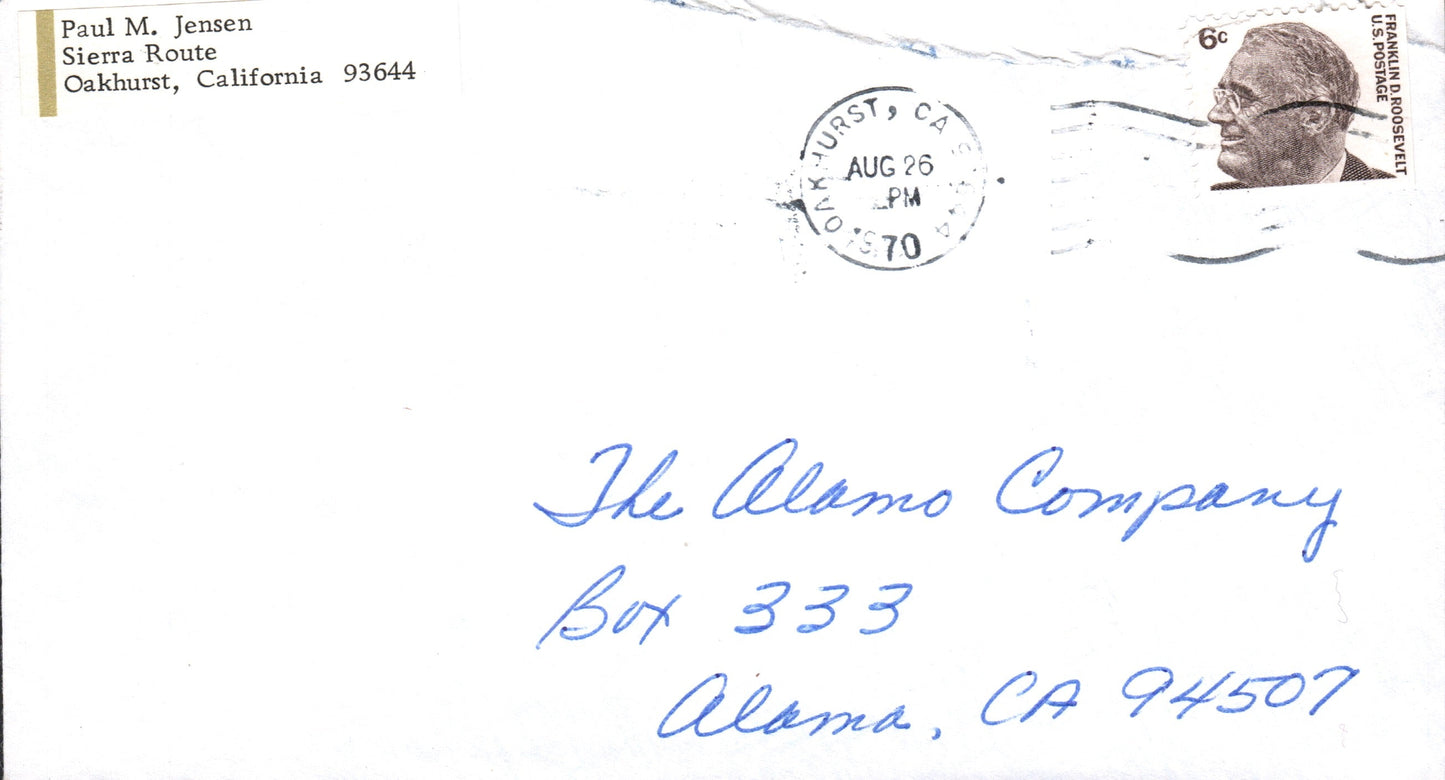 Paul M. Jensen
Sierra Route
Oakhurst, California 93644
6c
FRANKLIN D. ROOSEVELT
U.S. POSTAGE
OAKHURST, CA
AUG 26
PM
70
The Alamo Company
Box 333
Alamo, CA 94507